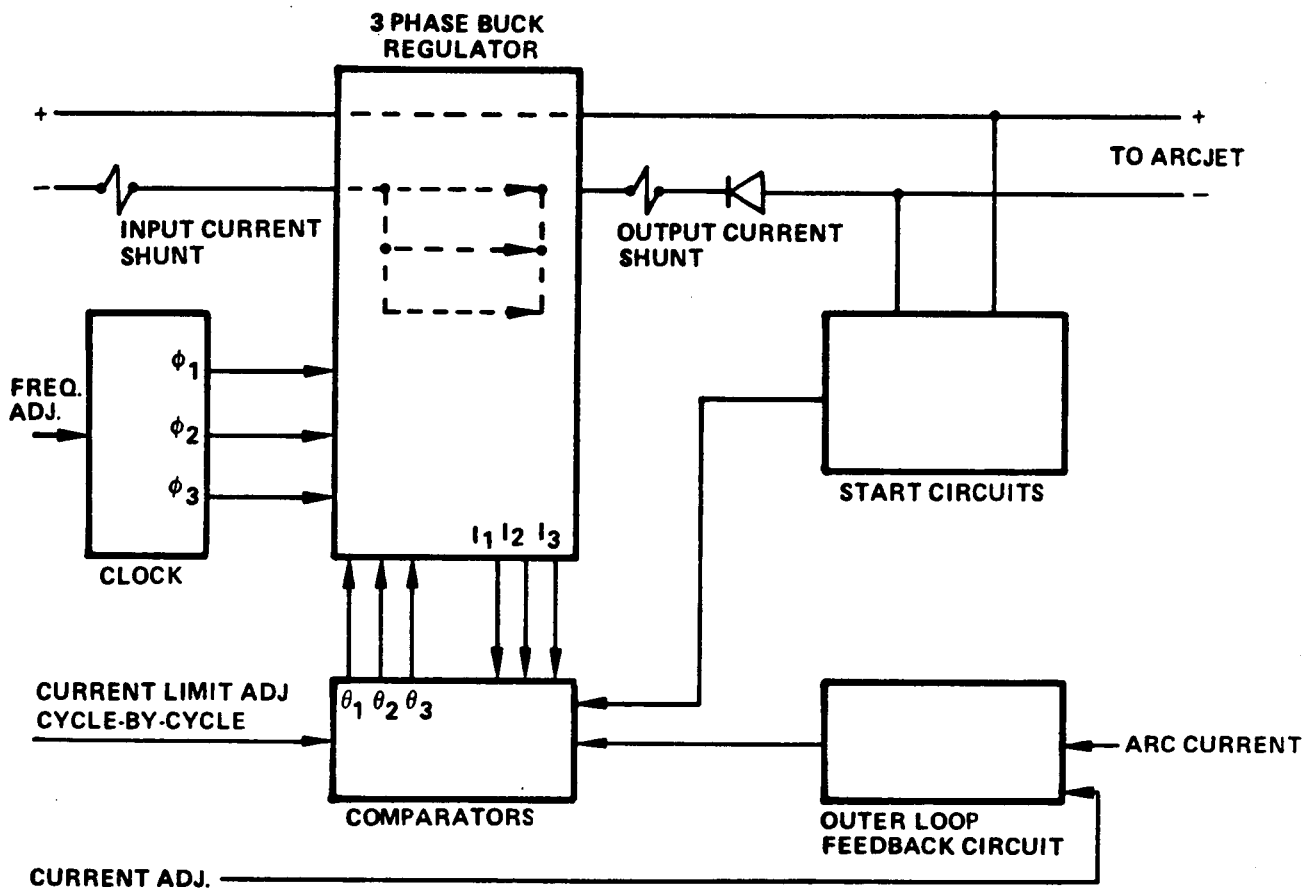 3 PHASE BUCK
REGULATOR
+
+
TO ARCJET
–
–
INPUT CURRENT
SHUNT
OUTPUT CURRENT
SHUNT
ϕ1
FREQ.
ADJ.
ϕ2
ϕ3
START CIRCUITS
I1 I2 I3
CLOCK
CURRENT LIMIT ADJ
CYCLE-BY-CYCLE
θ1 θ2 θ3
ARC CURRENT
COMPARATORS
OUTER LOOP
FEEDBACK CIRCUIT
CURRENT ADJ.